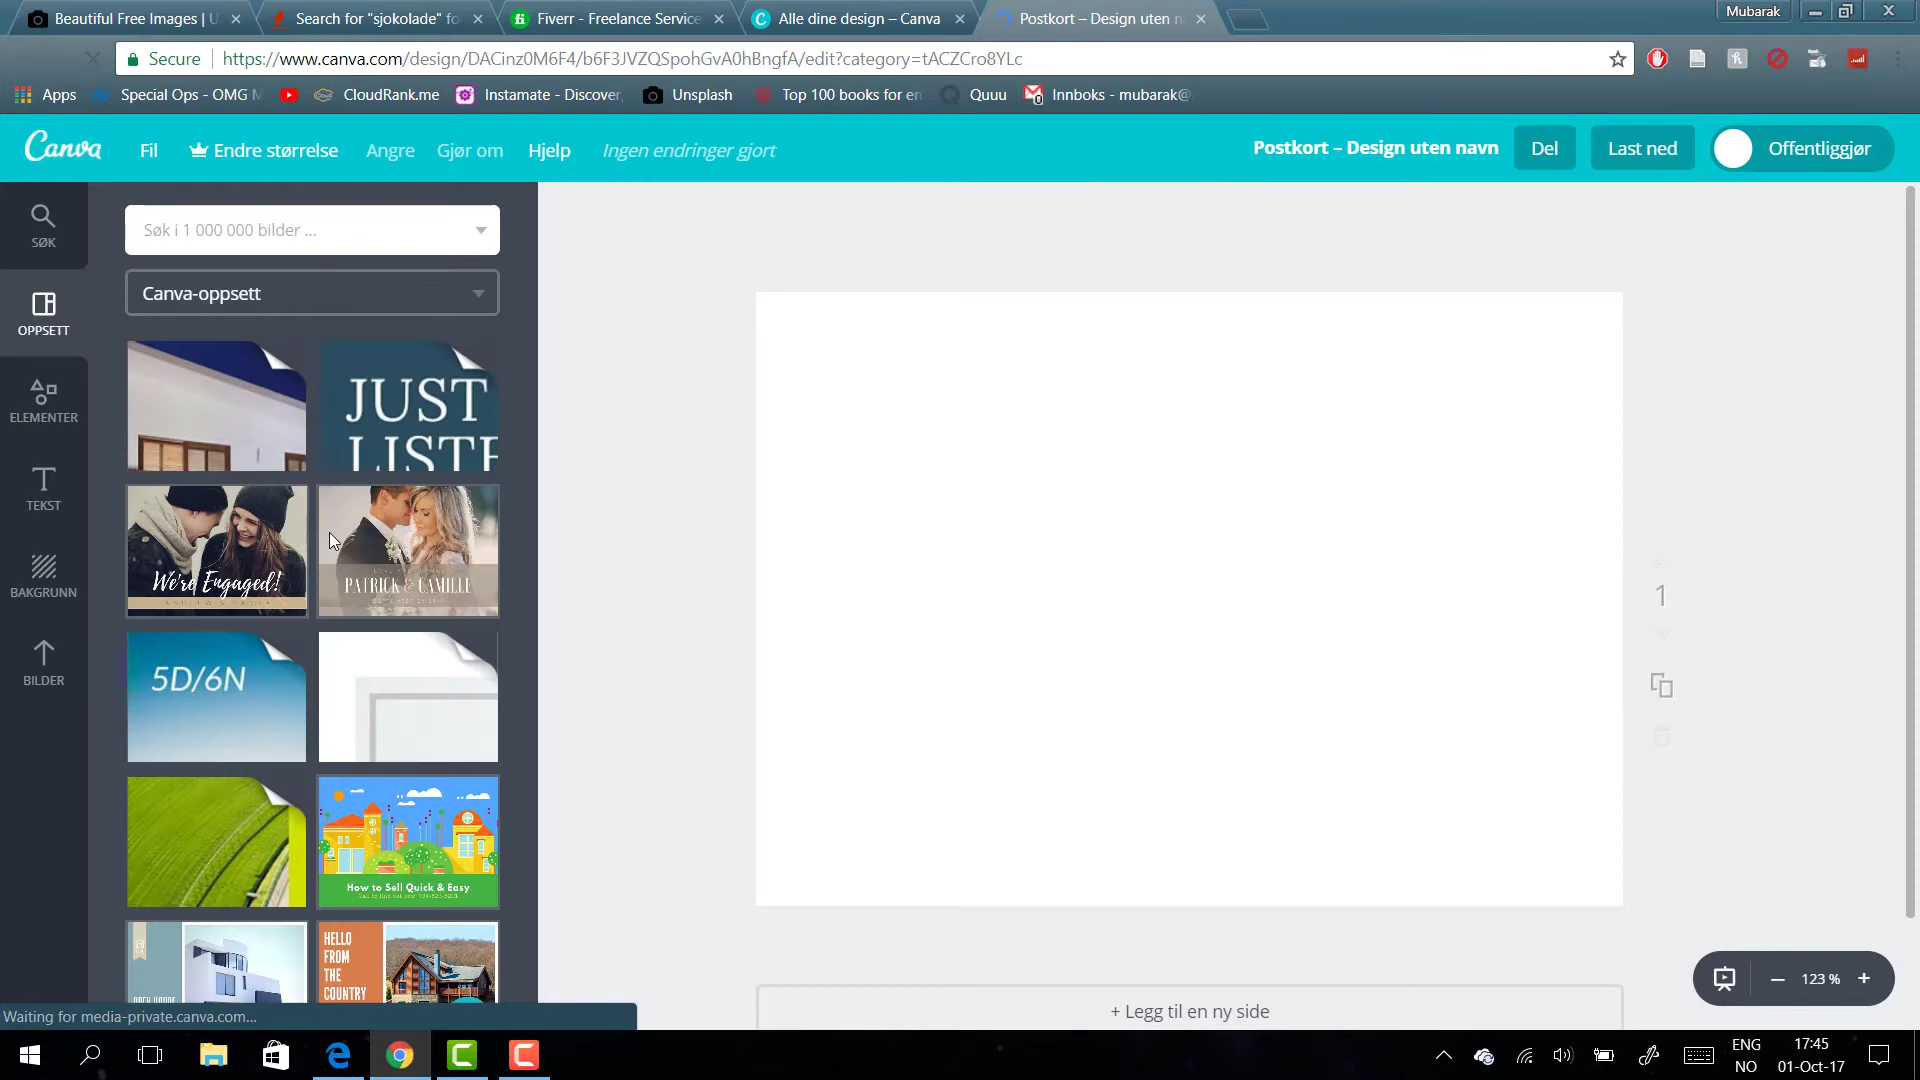 Beautiful Free Images | U
Search for "sjokolade" fo
Fiverr - Freelance Service
Alle dine design – Canva
Postkort – Design uten n
Mubarak
Secure
https://www.canva.com/design/DACinz0M6F4/b6F3JVZQSpohGvA0hBngfA/edit?category=tACZCro8YLc
Apps
Special Ops - OMG M
CloudRank.me
Instamate - Discover,
Unsplash
Top 100 books for en
Quuu
Innboks - mubarak@
Canva
Fil
Endre størrelse
Angre
Gjør om
Hjelp
Ingen endringer gjort
Postkort – Design uten navn
Del
Last ned
Offentliggjør
SØK
OPPSETT
ELEMENTER
TEKST
BAKGRUNN
BILDER
Søk i 1 000 000 bilder ...
Canva-oppsett
JUST
LISTE
We're Engaged!
PATRICK & CAMILLE
5D/6N
How to Sell Quick & Easy
HELLO
FROM
THE
COUNTRY
OPEN HOUSE
1
+ Legg til en ny side
123 %
Waiting for media-private.canva.com...
ENG
NO
17:45
01-Oct-17